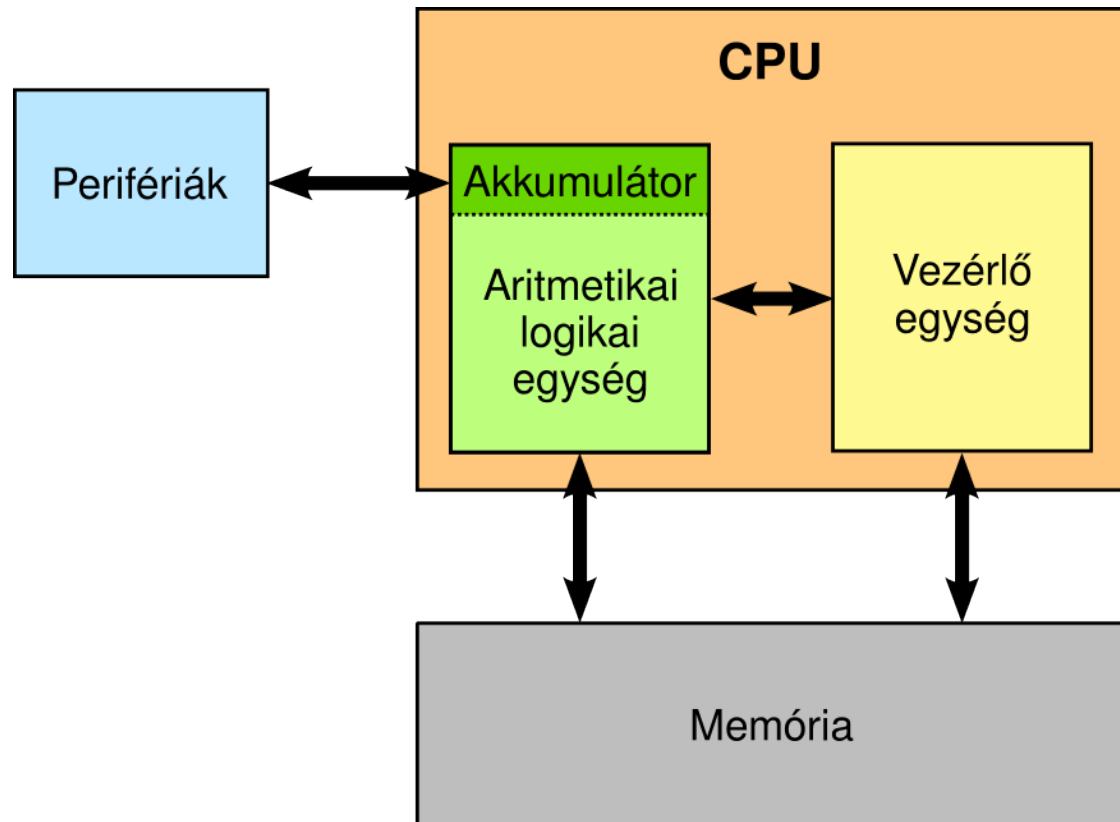 CPU
Perifériák
Akkumulátor
Aritmetikai
logikai
egység
Vezérlő
egység
Memória